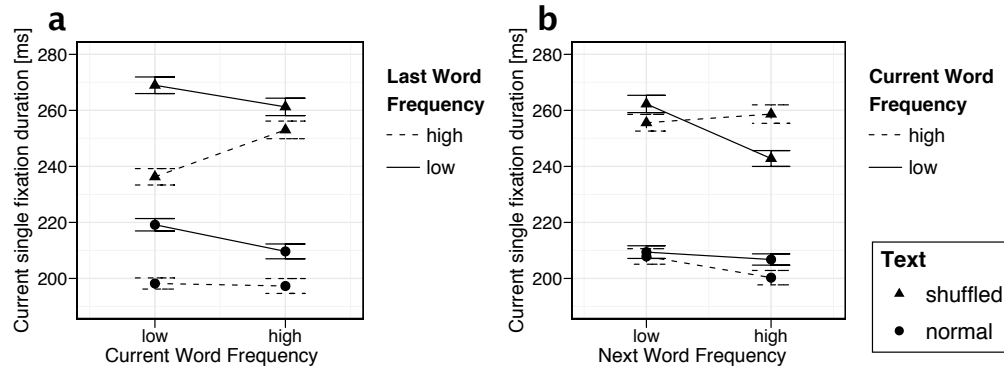 a
Current single fixation duration [ms]
280
260
240
220
200
low
high
Current Word Frequency
Last Word
Frequency
high
low
b
Current single fixation duration [ms]
280
260
240
220
200
low
high
Next Word Frequency
Current Word
Frequency
high
low
Text
shuffled
normal